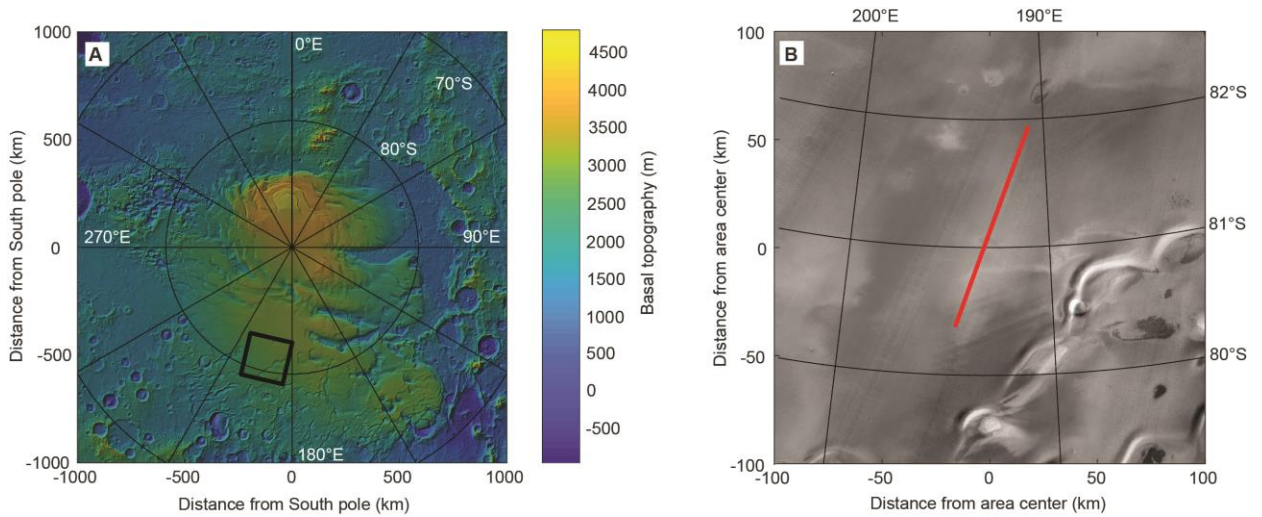 A
0°E
70°S
80°S
270°E
90°E
180°E
1000
500
0
-500
-1000
-1000
-500
0
500
1000
Distance from South pole (km)
Distance from South pole (km)
4500
4000
3500
3000
2500
2000
1500
1000
500
0
-500
Basal topography (m)
B
200°E
190°E
82°S
81°S
80°S
100
50
0
-50
-100
-100
-50
0
50
100
Distance from area center (km)
Distance from area center (km)